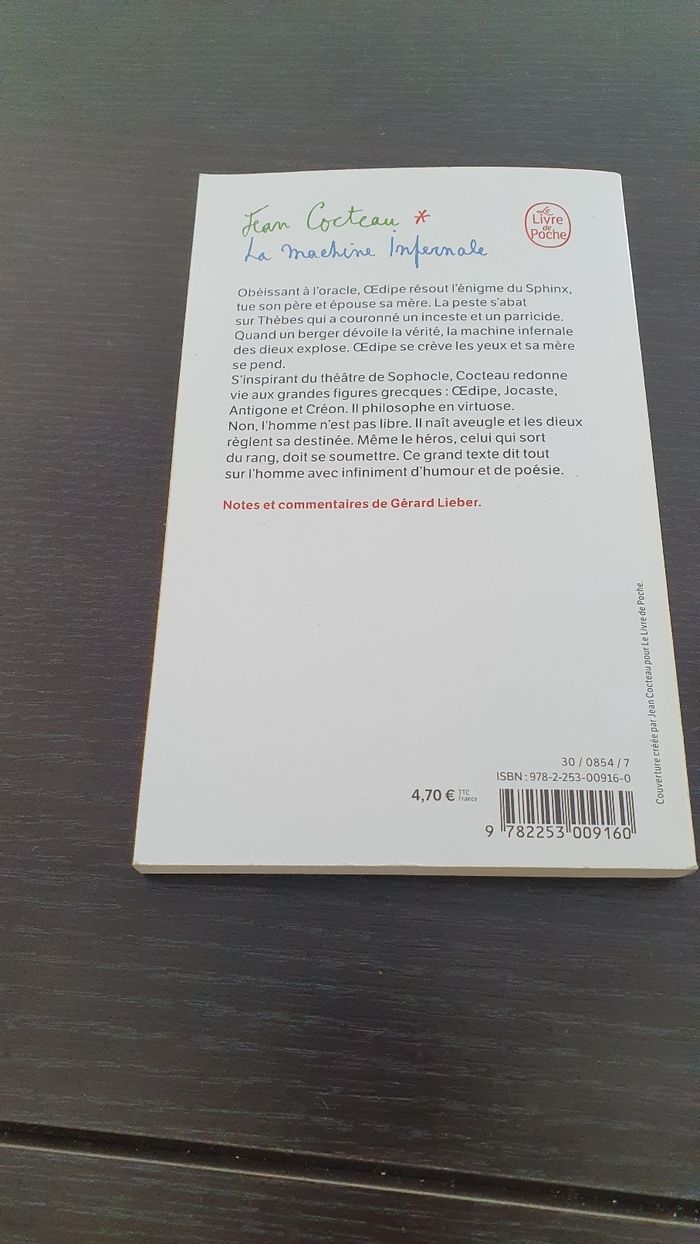 Jean Cocteau *
La machine Infernale
Le
Livre
de
Poche
Obéissant à l'oracle, Œdipe résout l'énigme du Sphinx,
tue son père et épouse sa mère. La peste s'abat
sur Thèbes qui a couronné un inceste et un parricide.
Quand un berger dévoile la vérité, la machine infernale
des dieux explose. Œdipe se crève les yeux et sa mère
se pend.
S'inspirant du théâtre de Sophocle, Cocteau redonne
vie aux grandes figures grecques : Œdipe, Jocaste,
Antigone et Créon. Il philosophe en virtuose.
Non, l'homme n'est pas libre. Il naît aveugle et les dieux
règlent sa destinée. Même le héros, celui qui sort
du rang, doit se soumettre. Ce grand texte dit tout
sur l'homme avec infiniment d'humour et de poésie.
Notes et commentaires de Gérard Lieber.
Couverture créée par Jean Cocteau pour Le Livre de Poche.
30 / 0854 / 7
ISBN : 978-2-253-00916-0
4,70 € TTC
France
9 782253 009160